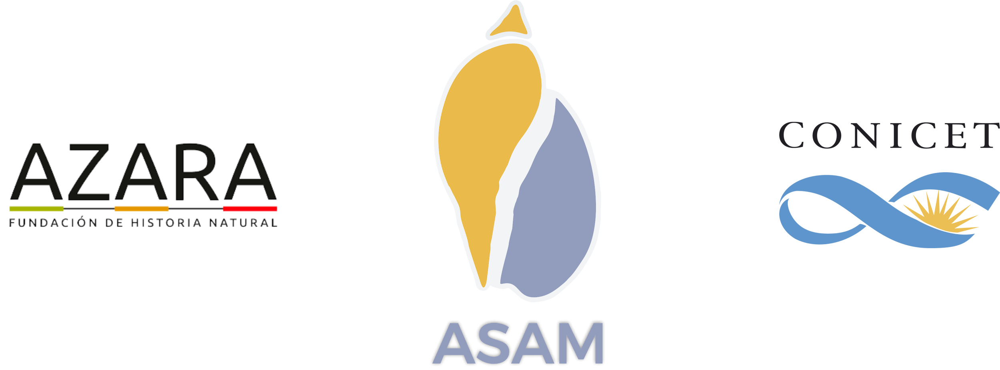 AZARA
FUNDACIÓN DE HISTORIA NATURAL
ASAM
CONICET